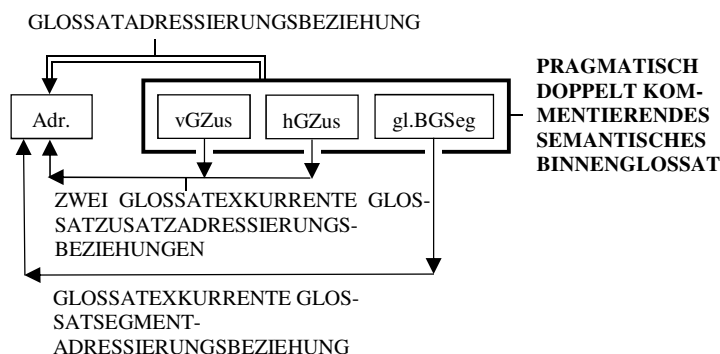 GLOSSATADRESSIERUNGSBEZIEHUNG
PRAGMATISCH
DOPPELT KOM-
MENTIERENDES
SEMANTISCHES
BINNENGLOSSAT
Adr.
vGZus
hGZus
gl.BGSeg
ZWEI GLOSSATEXKURRENTE GLOS-
SATZUSATZADRESSIERUNGS-
BEZIEHUNGEN
GLOSSATEXKURRENTE GLOS-
SATSEGMENT-
ADRESSIERUNGSBEZIEHUNG